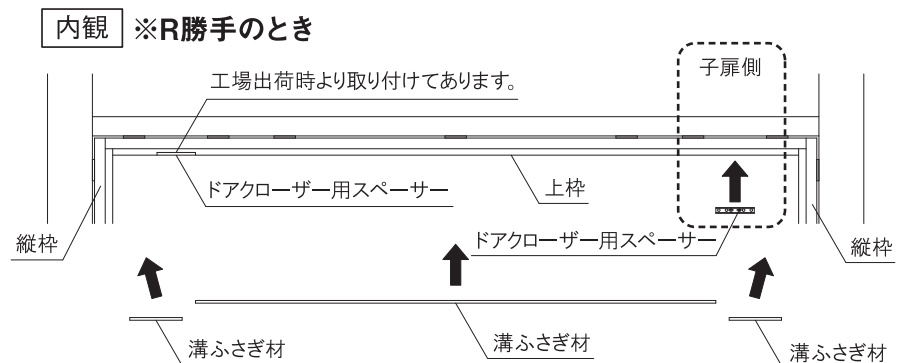 内観 ※R勝手のとき
子扉側
工場出荷時より取り付けてあります。
ドアクローザー用スペーサー
上枠
縦枠
ドアクローザー用スペーサー
縦枠
溝ふさぎ材
溝ふさぎ材
溝ふさぎ材